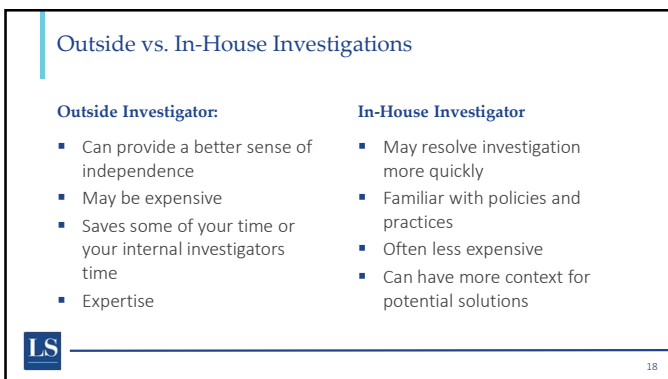 Outside vs. In-House Investigations
Outside Investigator:
▪ Can provide a better sense of
independence
▪ May be expensive
▪ Saves some of your time or
your internal investigators
time
▪ Expertise
In-House Investigator
▪ May resolve investigation
more quickly
▪ Familiar with policies and
practices
▪ Often less expensive
▪ Can have more context for
potential solutions
LS
18